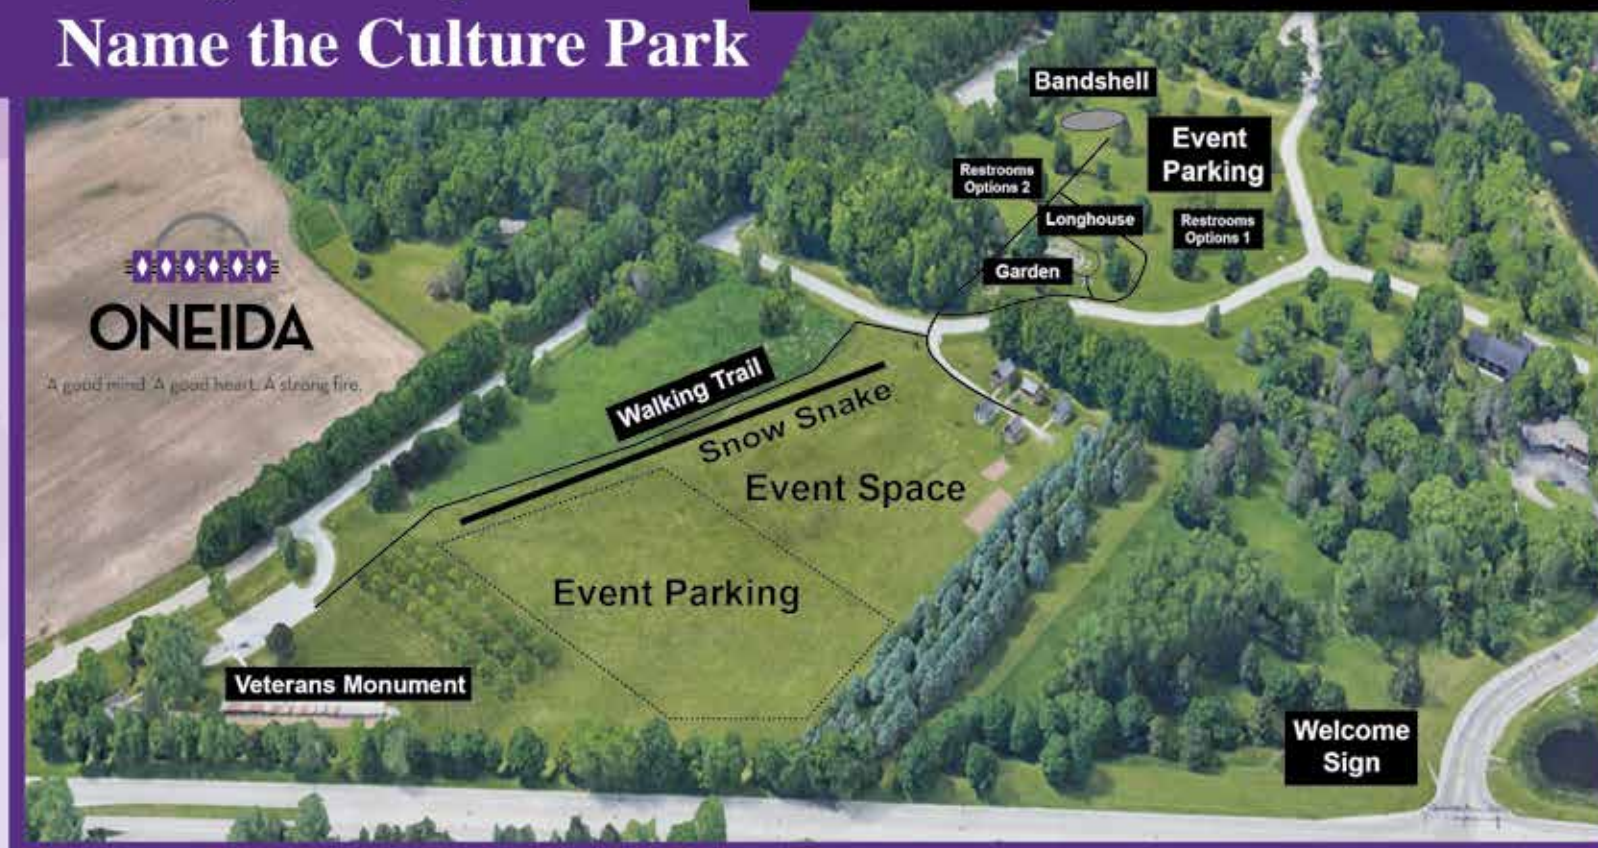 Name the Culture Park
Bandshell
Event
Parking
Restrooms
Options 2
Longhouse
Restrooms
Options 1
Garden
ONEIDA
A good mind. A good heart. A strong fire.
Walking Trail
Snow Snake
Event Space
Event Parking
Veterans Monument
Welcome
Sign